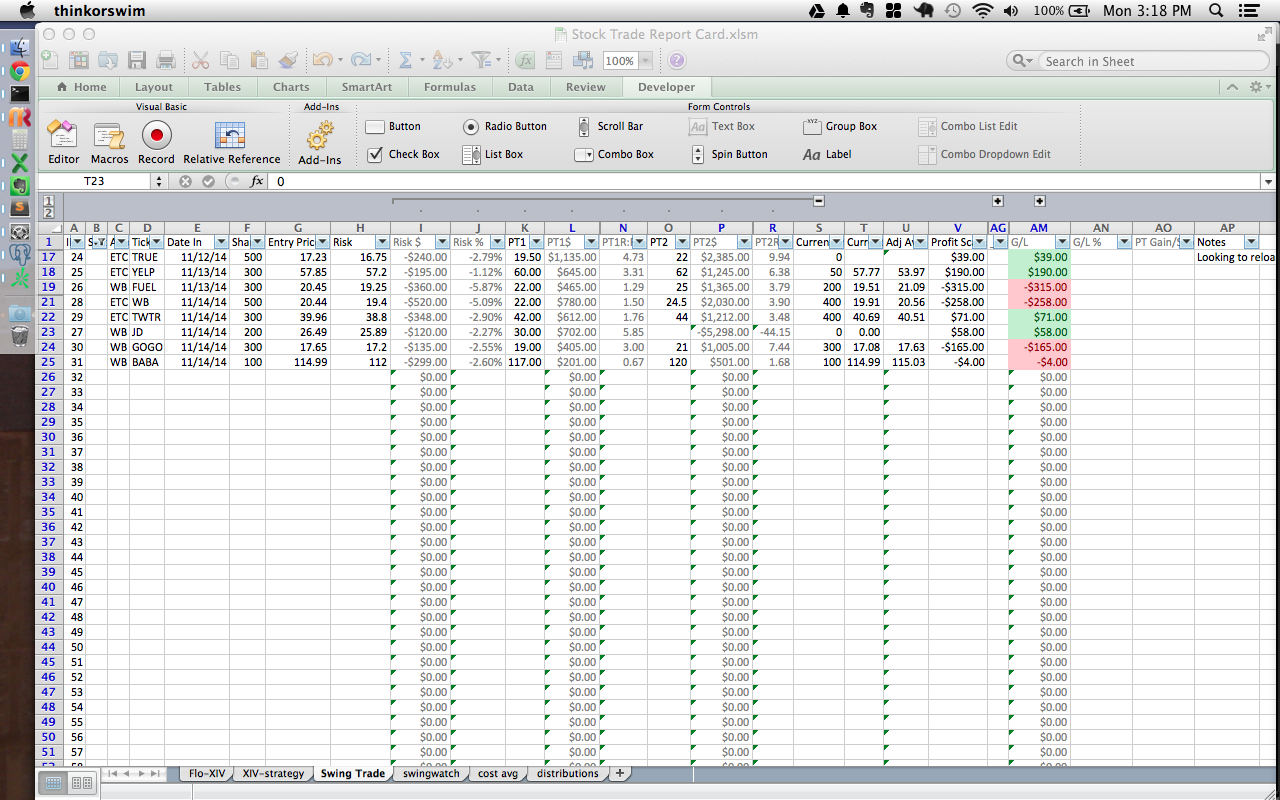 thinkorswim 100% Mon 3:18 PM
Stock Trade Report Card.xlsm
100% Search in Sheet
Home Layout Tables Charts SmartArt Formulas Data Review Developer
Visual Basic Add-Ins Form Controls
Button Radio Button Scroll Bar Text Box Group Box Combo List Edit
Editor Macros Record Relative Reference Add-Ins Check Box List Box Combo Box Spin Button Label Combo Dropdown Edit
T23 fx 0
1
2
A B C D E F G H I J K L N O P R S T U V AG AM AN AO AP
1 I S A Tick Date In Sha Entry Pric Risk Risk $ Risk % PT1 PT1$ PT1R: PT2 PT2$ PT2R Curren Curr Adj Av Profit Sc G/L G/L % PT Gain/S Notes
17 24 ETC TRUE 11/12/14 500 17.23 16.75 -$240.00 -2.79% 19.50 $1,135.00 4.73 22 $2,385.00 9.94 0 $39.00 $39.00 Looking to reloa
18 25 ETC YELP 11/13/14 300 57.85 57.2 -$195.00 -1.12% 60.00 $645.00 3.31 62 $1,245.00 6.38 50 57.77 53.97 $190.00 $190.00
19 26 WB FUEL 11/13/14 300 20.45 19.25 -$360.00 -5.87% 22.00 $465.00 1.29 25 $1,365.00 3.79 200 19.51 21.09 -$315.00 -$315.00
21 28 ETC WB 11/14/14 500 20.44 19.4 -$520.00 -5.09% 22.00 $780.00 1.50 24.5 $2,030.00 3.90 400 19.91 20.56 -$258.00 -$258.00
22 29 ETC TWTR 11/14/14 300 39.96 38.8 -$348.00 -2.90% 42.00 $612.00 1.76 44 $1,212.00 3.48 400 40.69 40.51 $71.00 $71.00
23 27 WB JD 11/14/14 200 26.49 25.89 -$120.00 -2.27% 30.00 $702.00 5.85 -$5,298.00 -44.15 0 0.00 $58.00 $58.00
24 30 WB GOGO 11/14/14 300 17.65 17.2 -$135.00 -2.55% 19.00 $405.00 3.00 21 $1,005.00 7.44 300 17.08 17.63 -$165.00 -$165.00
25 31 WB BABA 11/14/14 100 114.99 112 -$299.00 -2.60% 117.00 $201.00 0.67 120 $501.00 1.68 100 114.99 115.03 -$4.00 -$4.00
26 32 $0.00 $0.00 $0.00 $0.00
27 33 $0.00 $0.00 $0.00 $0.00
28 34 $0.00 $0.00 $0.00 $0.00
29 35 $0.00 $0.00 $0.00 $0.00
30 36 $0.00 $0.00 $0.00 $0.00
31 37 $0.00 $0.00 $0.00 $0.00
32 38 $0.00 $0.00 $0.00 $0.00
33 39 $0.00 $0.00 $0.00 $0.00
34 40 $0.00 $0.00 $0.00 $0.00
35 41 $0.00 $0.00 $0.00 $0.00
36 42 $0.00 $0.00 $0.00 $0.00
37 43 $0.00 $0.00 $0.00 $0.00
38 44 $0.00 $0.00 $0.00 $0.00
39 45 $0.00 $0.00 $0.00 $0.00
40 46 $0.00 $0.00 $0.00 $0.00
41 47 $0.00 $0.00 $0.00 $0.00
42 48 $0.00 $0.00 $0.00 $0.00
43 49 $0.00 $0.00 $0.00 $0.00
44 50 $0.00 $0.00 $0.00 $0.00
45 51 $0.00 $0.00 $0.00 $0.00
46 52 $0.00 $0.00 $0.00 $0.00
47 53 $0.00 $0.00 $0.00 $0.00
48 54 $0.00 $0.00 $0.00 $0.00
49 55 $0.00 $0.00 $0.00 $0.00
50 56 $0.00 $0.00 $0.00 $0.00
51 57 $0.00 $0.00 $0.00 $0.00
Flo-XIV XIV-strategy Swing Trade swingwatch cost avg distributions